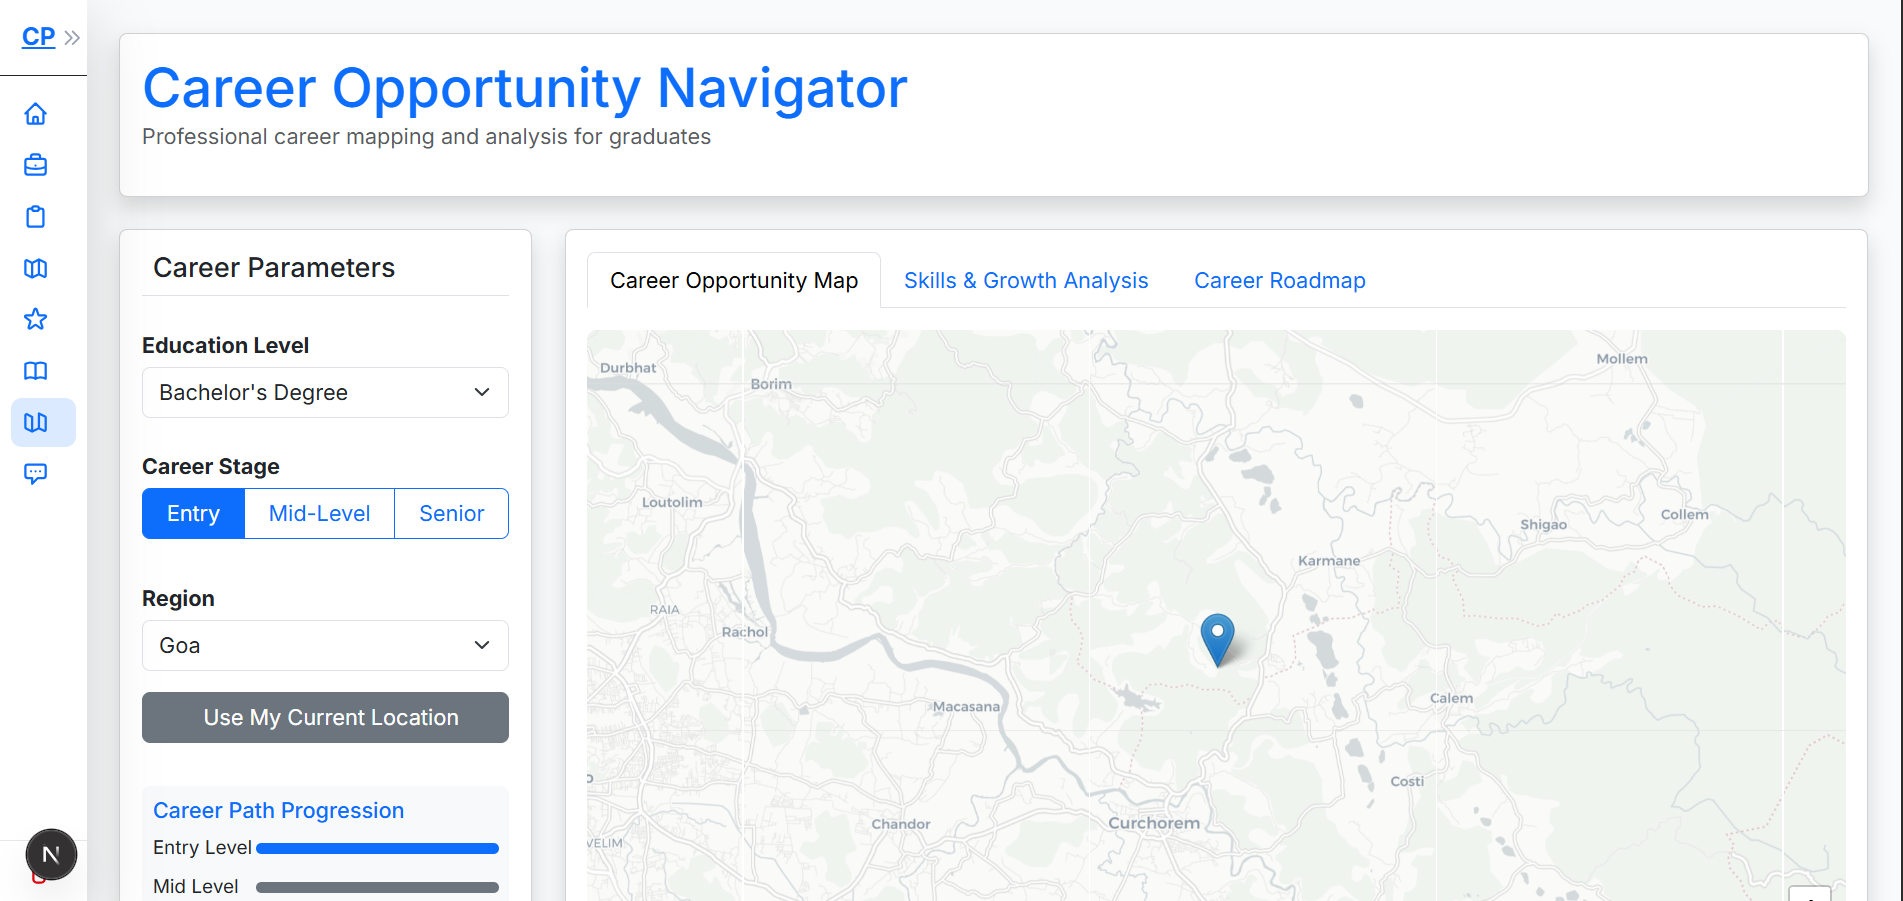 CP
Career Opportunity Navigator
Professional career mapping and analysis for graduates
Career Parameters
Education Level
Bachelor's Degree
Career Stage
Entry
Mid-Level
Senior
Region
Goa
Use My Current Location
Career Path Progression
Entry Level
Mid Level
N
Career Opportunity Map
Skills & Growth Analysis
Career Roadmap
Durbhat
Borim
Mollem
Loutolim
Collem
Shigao
Karmane
RAIA
Rachol
Calem
Macasana
Costi
Chandor
Curchorem
VELIM